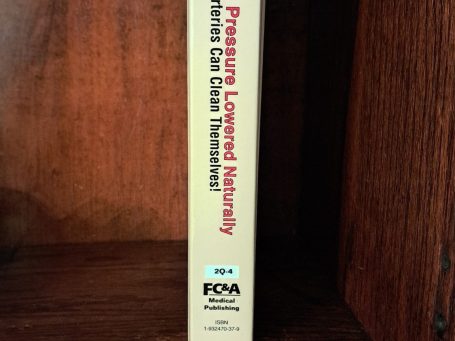 Pressure Lowered Naturally
rteries Can Clean Themselves!
2Q-4
FC&A
Medical
Publishing
ISBN
1-932470-37-9